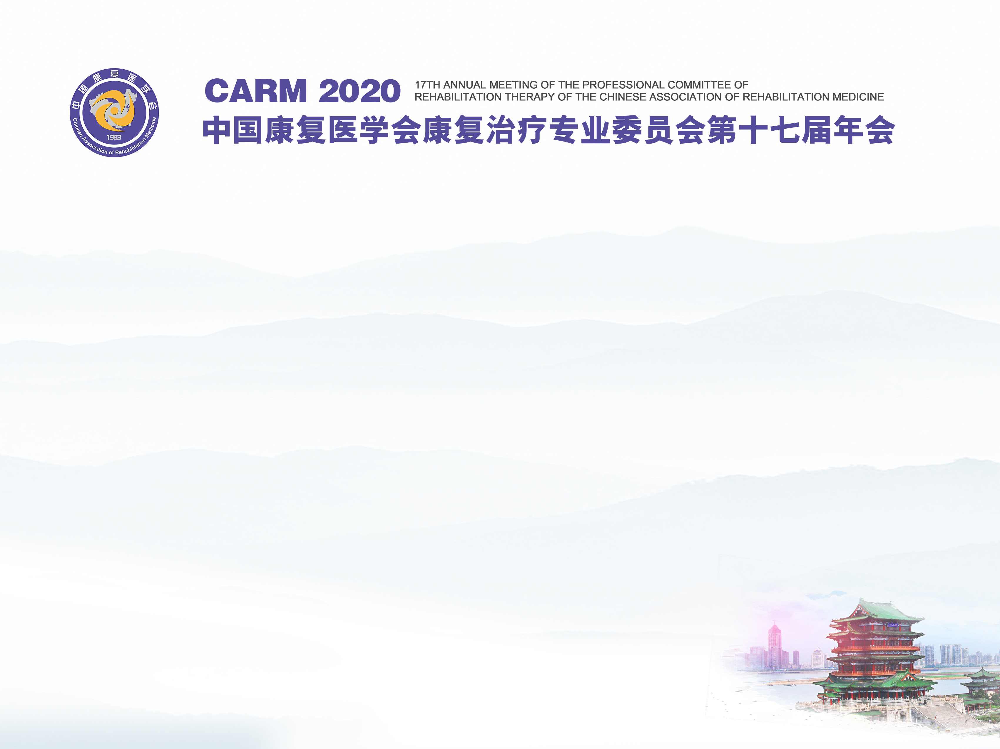 中国康复医学会
1983
Chinese Association of Rehabilitation Medicine
CARM 2020
17TH ANNUAL MEETING OF THE PROFESSIONAL COMMITTEE OF
REHABILITATION THERAPY OF THE CHINESE ASSOCIATION OF REHABILITATION MEDICINE
中国康复医学会康复治疗专业委员会第十七届年会